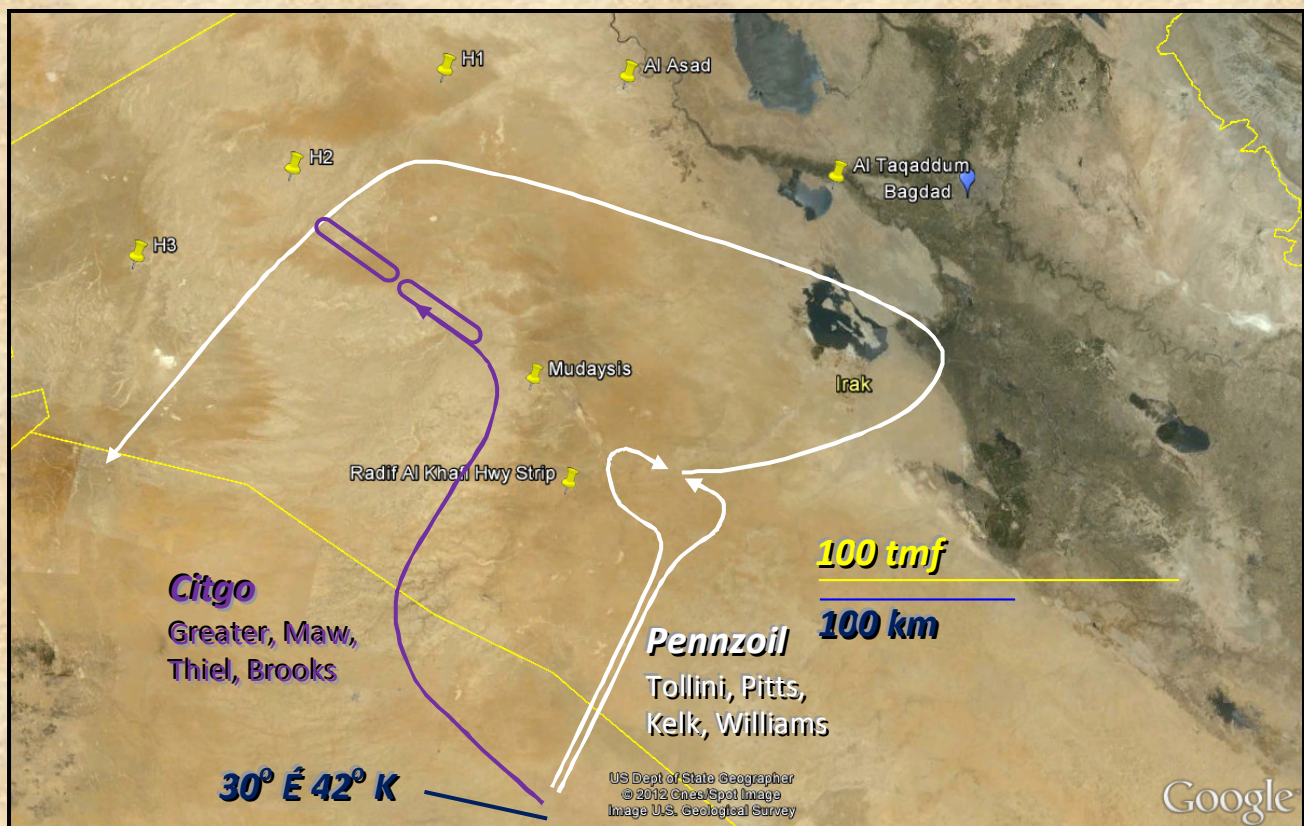 H1
Al Asad
H2
Al Taqaddum
Bagdad
H3
Mudaysis
Irak
Radif Al Khafi Hwy Strip
100 tmf
100 km
Citgo
Greater, Maw,
Thiel, Brooks
Pennzoil
Tollini, Pitts,
Kelk, Williams
30° É 42° K
US Dept of State Geographer
© 2012 Cnes/Spot Image
Image U.S. Geological Survey
Google